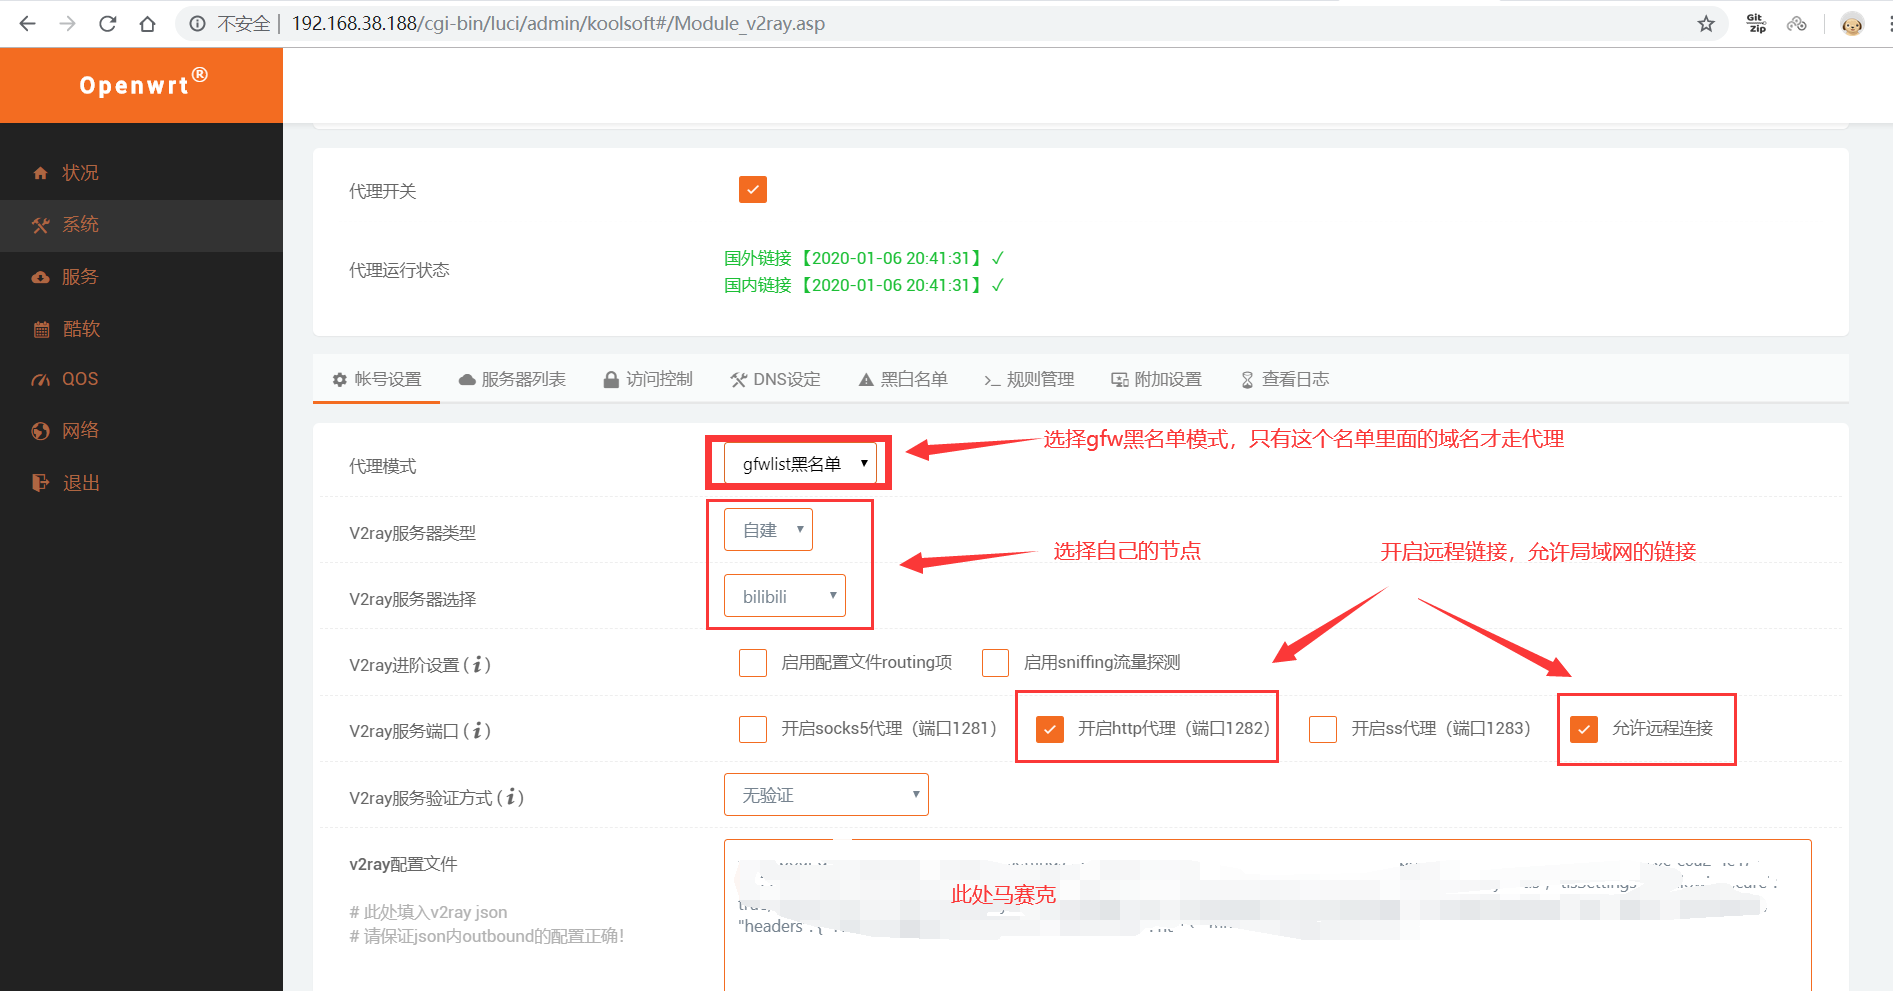 不安全 | 192.168.38.188/cgi-bin/luci/admin/koolsoft#/Module_v2ray.asp
Git Zip
Openwrt®
状况
系统
服务
酷软
QOS
网络
退出
代理开关
代理运行状态
国外链接 【2020-01-06 20:41:31】 ✓
国内链接 【2020-01-06 20:41:31】 ✓
帐号设置 服务器列表 访问控制 DNS设定 黑白名单 规则管理 附加设置 查看日志
代理模式 gfwlist黑名单 选择gfw黑名单模式，只有这个名单里面的域名才走代理
V2ray服务器类型 自建
选择自己的节点 开启远程链接，允许局域网的链接
V2ray服务器选择 bilibili
V2ray进阶设置 ( i ) 启用配置文件routing项 启用sniffing流量探测
V2ray服务端口 ( i ) 开启socks5代理（端口1281） 开启http代理（端口1282） 开启ss代理（端口1283） 允许远程连接
V2ray服务验证方式 ( i ) 无验证
v2ray配置文件
此处马赛克
# 此处填入v2ray json
# 请保证json内outbound的配置正确！
"headers